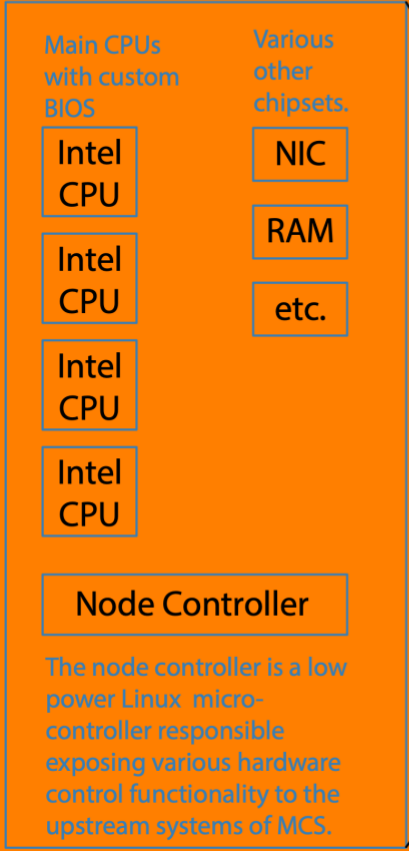 Main CPUs
with custom
BIOS
Various
other
chipsets.
Intel
CPU
Intel
CPU
Intel
CPU
Intel
CPU
NIC
RAM
etc.
Node Controller
The node controller is a low
power Linux micro-
controller responsible
exposing various hardware
control functionality to the
upstream systems of MCS.